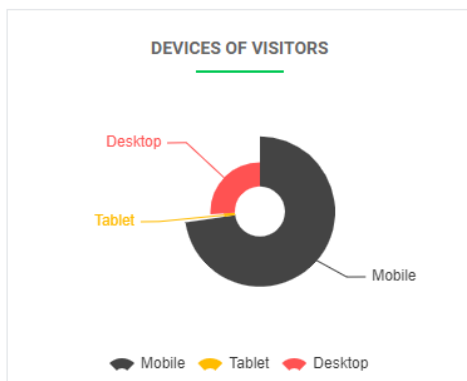 DEVICES OF VISITORS
Desktop
Tablet
Mobile
Mobile Tablet Desktop